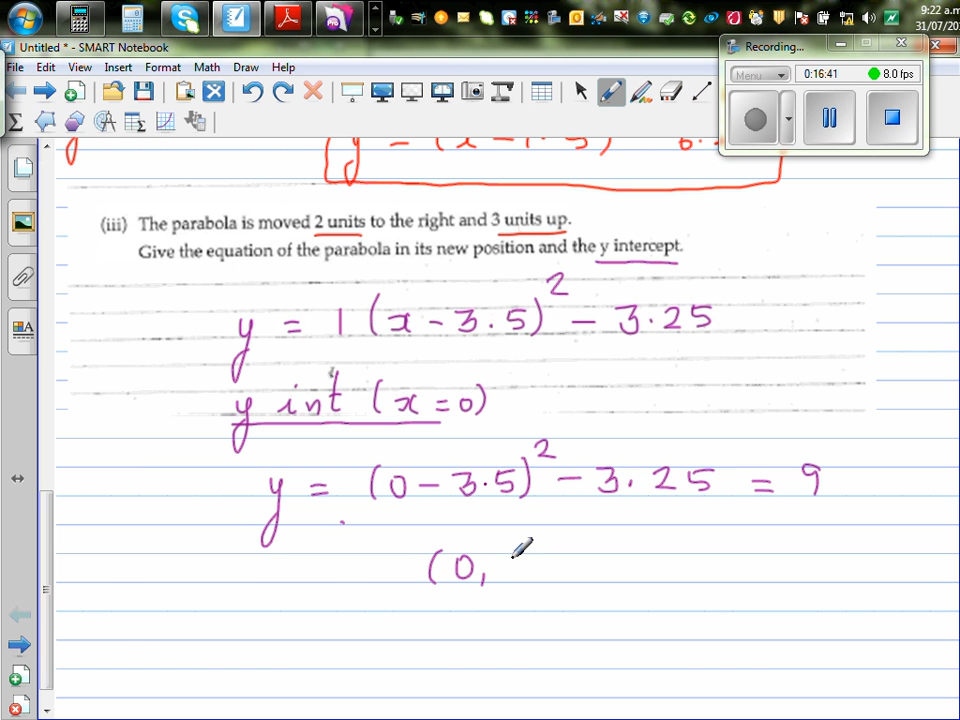 9:22 a.m
31/07/20
Untitled * - SMART Notebook
File Edit View Insert Format Math Draw Help
Recording...
Menu 0:16:41 8.0 fps
(iii) The parabola is moved 2 units to the right and 3 units up.
Give the equation of the parabola in its new position and the y intercept.
y = 1(x - 3.5)² - 3.25
y int (x = 0)
y = (0 - 3.5)² - 3.25 = 9
(0,